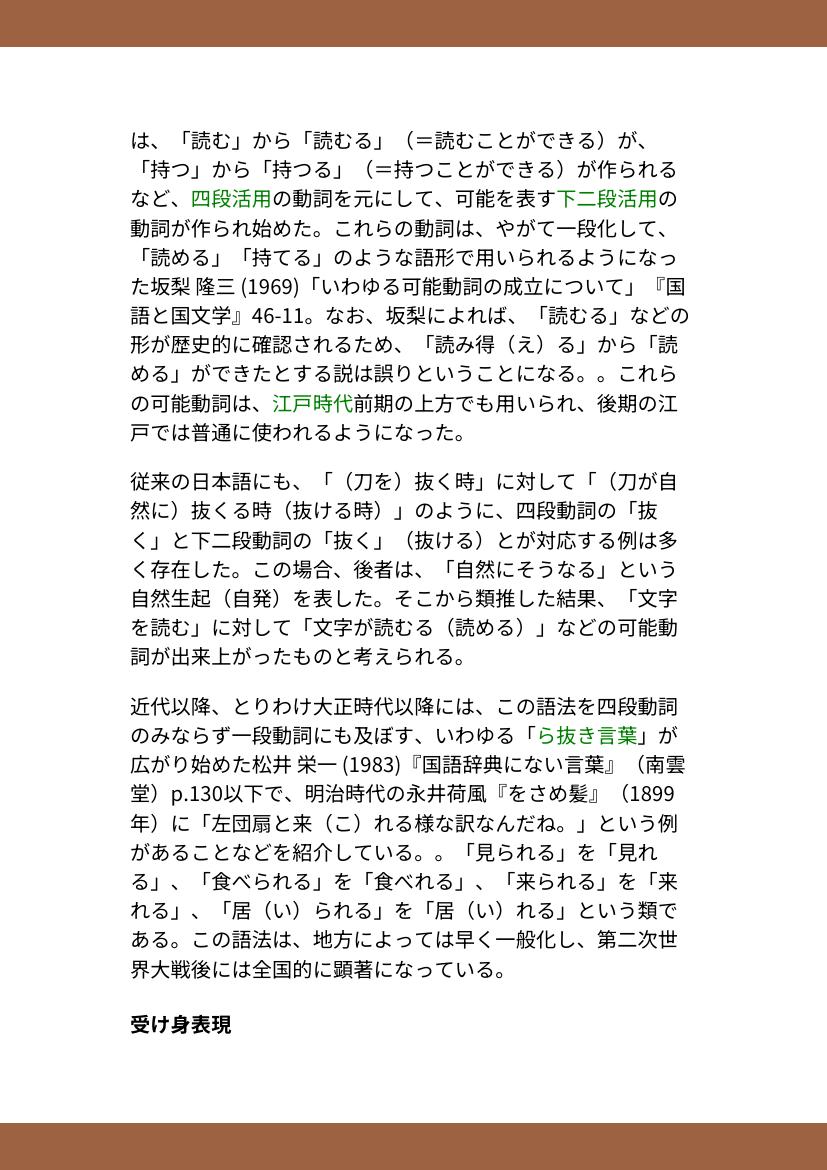 は、「読む」から「読むる」（＝読むことができる）が、
「持つ」から「持つる」（＝持つことができる）が作られる
など、四段活用の動詞を元にして、可能を表す下二段活用の
動詞が作られ始めた。これらの動詞は、やがて一段化して、
「読める」「持てる」のような語形で用いられるようになっ
た坂梨 隆三 (1969)「いわゆる可能動詞の成立について」『国
語と国文学』46-11。なお、坂梨によれば、「読むる」などの
形が歴史的に確認されるため、「読み得（え）る」から「読
める」ができたとする説は誤りということになる。。これら
の可能動詞は、江戸時代前期の上方でも用いられ、後期の江
戸では普通に使われるようになった。
従来の日本語にも、「（刀を）抜く時」に対して「（刀が自
然に）抜くる時（抜ける時）」のように、四段動詞の「抜
く」と下二段動詞の「抜く」（抜ける）とが対応する例は多
く存在した。この場合、後者は、「自然にそうなる」という
自然生起（自発）を表した。そこから類推した結果、「文字
を読む」に対して「文字が読むる（読める）」などの可能動
詞が出来上がったものと考えられる。
近代以降、とりわけ大正時代以降には、この語法を四段動詞
のみならず一段動詞にも及ぼす、いわゆる「ら抜き言葉」が
広がり始めた松井 栄一 (1983)『国語辞典にない言葉』（南雲
堂）p.130以下で、明治時代の永井荷風『をさめ髪』（1899
年）に「左団扇と来（こ）れる様な訳なんだね。」という例
があることなどを紹介している。。「見られる」を「見れ
る」、「食べられる」を「食べれる」、「来られる」を「来
れる」、「居（い）られる」を「居（い）れる」という類で
ある。この語法は、地方によっては早く一般化し、第二次世
界大戦後には全国的に顕著になっている。
受け身表現